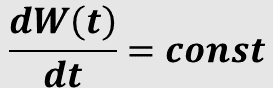 dW(t)/dt = const